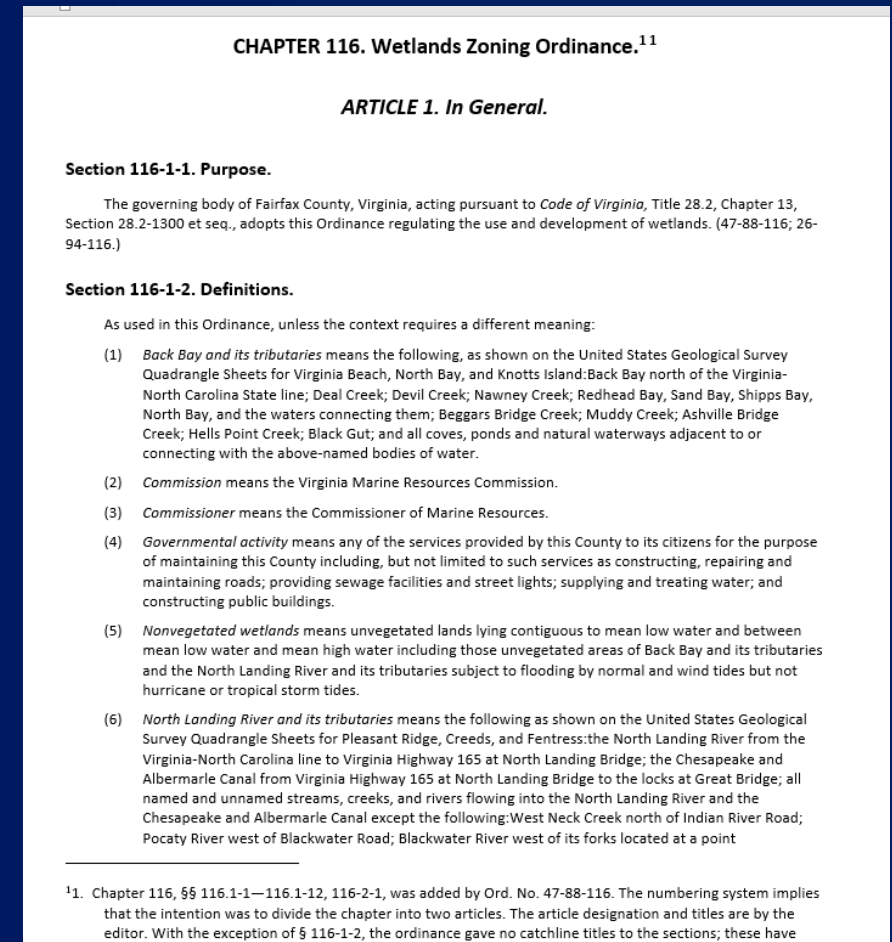 CHAPTER 116. Wetlands Zoning Ordinance.¹¹
ARTICLE 1. In General.
Section 116-1-1. Purpose.
The governing body of Fairfax County, Virginia, acting pursuant to Code of Virginia, Title 28.2, Chapter 13,
Section 28.2-1300 et seq., adopts this Ordinance regulating the use and development of wetlands. (47-88-116; 26-
94-116.)
Section 116-1-2. Definitions.
As used in this Ordinance, unless the context requires a different meaning:
(1) Back Bay and its tributaries means the following, as shown on the United States Geological Survey
Quadrangle Sheets for Virginia Beach, North Bay, and Knotts Island:Back Bay north of the Virginia-
North Carolina State line; Deal Creek; Devil Creek; Nawney Creek; Redhead Bay, Sand Bay, Shipps Bay,
North Bay, and the waters connecting them; Beggars Bridge Creek; Muddy Creek; Ashville Bridge
Creek; Hells Point Creek; Black Gut; and all coves, ponds and natural waterways adjacent to or
connecting with the above-named bodies of water.
(2) Commission means the Virginia Marine Resources Commission.
(3) Commissioner means the Commissioner of Marine Resources.
(4) Governmental activity means any of the services provided by this County to its citizens for the purpose
of maintaining this County including, but not limited to such services as constructing, repairing and
maintaining roads; providing sewage facilities and street lights; supplying and treating water; and
constructing public buildings.
(5) Nonvegetated wetlands means unvegetated lands lying contiguous to mean low water and between
mean low water and mean high water including those unvegetated areas of Back Bay and its tributaries
and the North Landing River and its tributaries subject to flooding by normal and wind tides but not
hurricane or tropical storm tides.
(6) North Landing River and its tributaries means the following as shown on the United States Geological
Survey Quadrangle Sheets for Pleasant Ridge, Creeds, and Fentress:the North Landing River from the
Virginia-North Carolina line to Virginia Highway 165 at North Landing Bridge; the Chesapeake and
Albermarle Canal from Virginia Highway 165 at North Landing Bridge to the locks at Great Bridge; all
named and unnamed streams, creeks, and rivers flowing into the North Landing River and the
Chesapeake and Albermarle Canal except the following:West Neck Creek north of Indian River Road;
Pocaty River west of Blackwater Road; Blackwater River west of its forks located at a point
¹1. Chapter 116, §§ 116.1-1—116.1-12, 116-2-1, was added by Ord. No. 47-88-116. The numbering system implies
that the intention was to divide the chapter into two articles. The article designation and titles are by the
editor. With the exception of § 116-1-2, the ordinance gave no catchline titles to the sections; these have